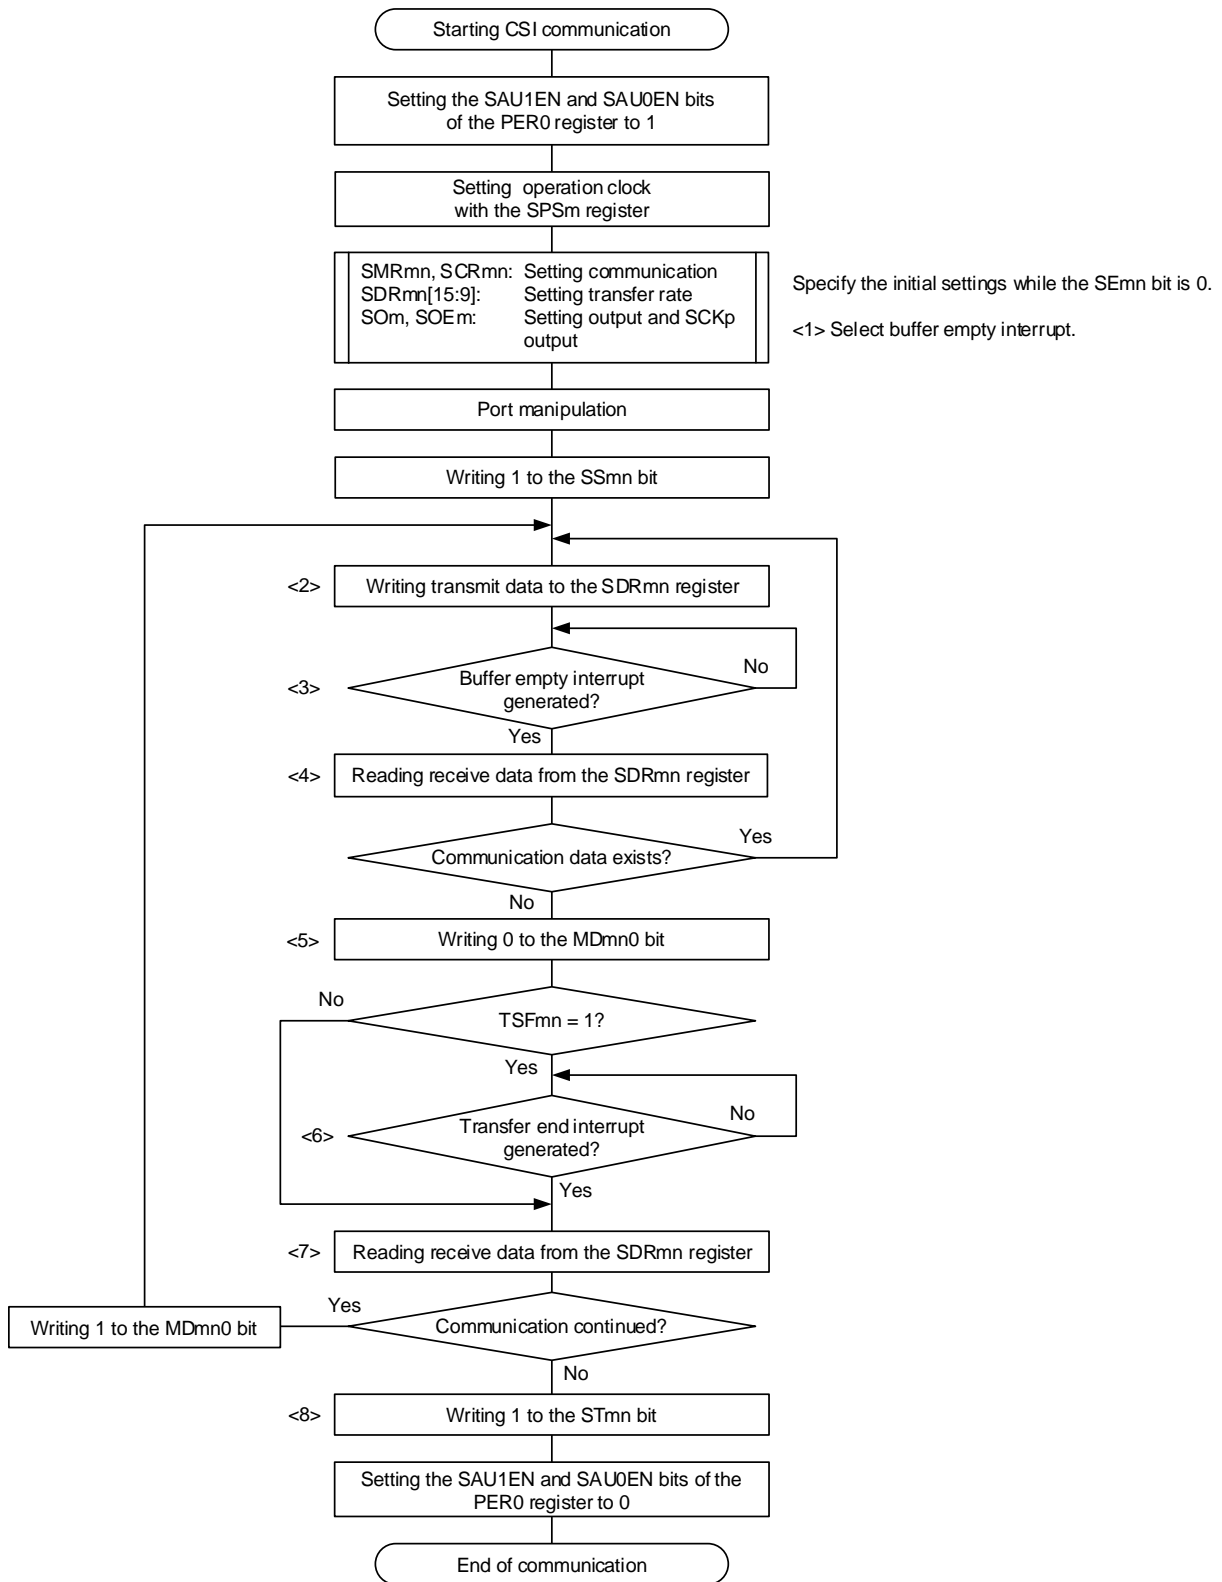 Starting CSI communication
Setting the SAU1EN and SAU0EN bits
of the PER0 register to 1
Setting operation clock
with the SPSm register
SMRmn, SCRmn: Setting communication
SDRmn[15:9]: Setting transfer rate
SOm, SOEm: Setting output and SCKp
output
Specify the initial settings while the SEmn bit is 0.
<1> Select buffer empty interrupt.
Port manipulation
Writing 1 to the SSmn bit
<2> Writing transmit data to the SDRmn register
No
<3> Buffer empty interrupt
generated?
Yes
<4> Reading receive data from the SDRmn register
Yes
Communication data exists?
No
<5> Writing 0 to the MDmn0 bit
No
TSFmn = 1?
Yes
No
<6> Transfer end interrupt
generated?
Yes
<7> Reading receive data from the SDRmn register
Yes
Writing 1 to the MDmn0 bit
Communication continued?
No
<8> Writing 1 to the STmn bit
Setting the SAU1EN and SAU0EN bits of the
PER0 register to 0
End of communication